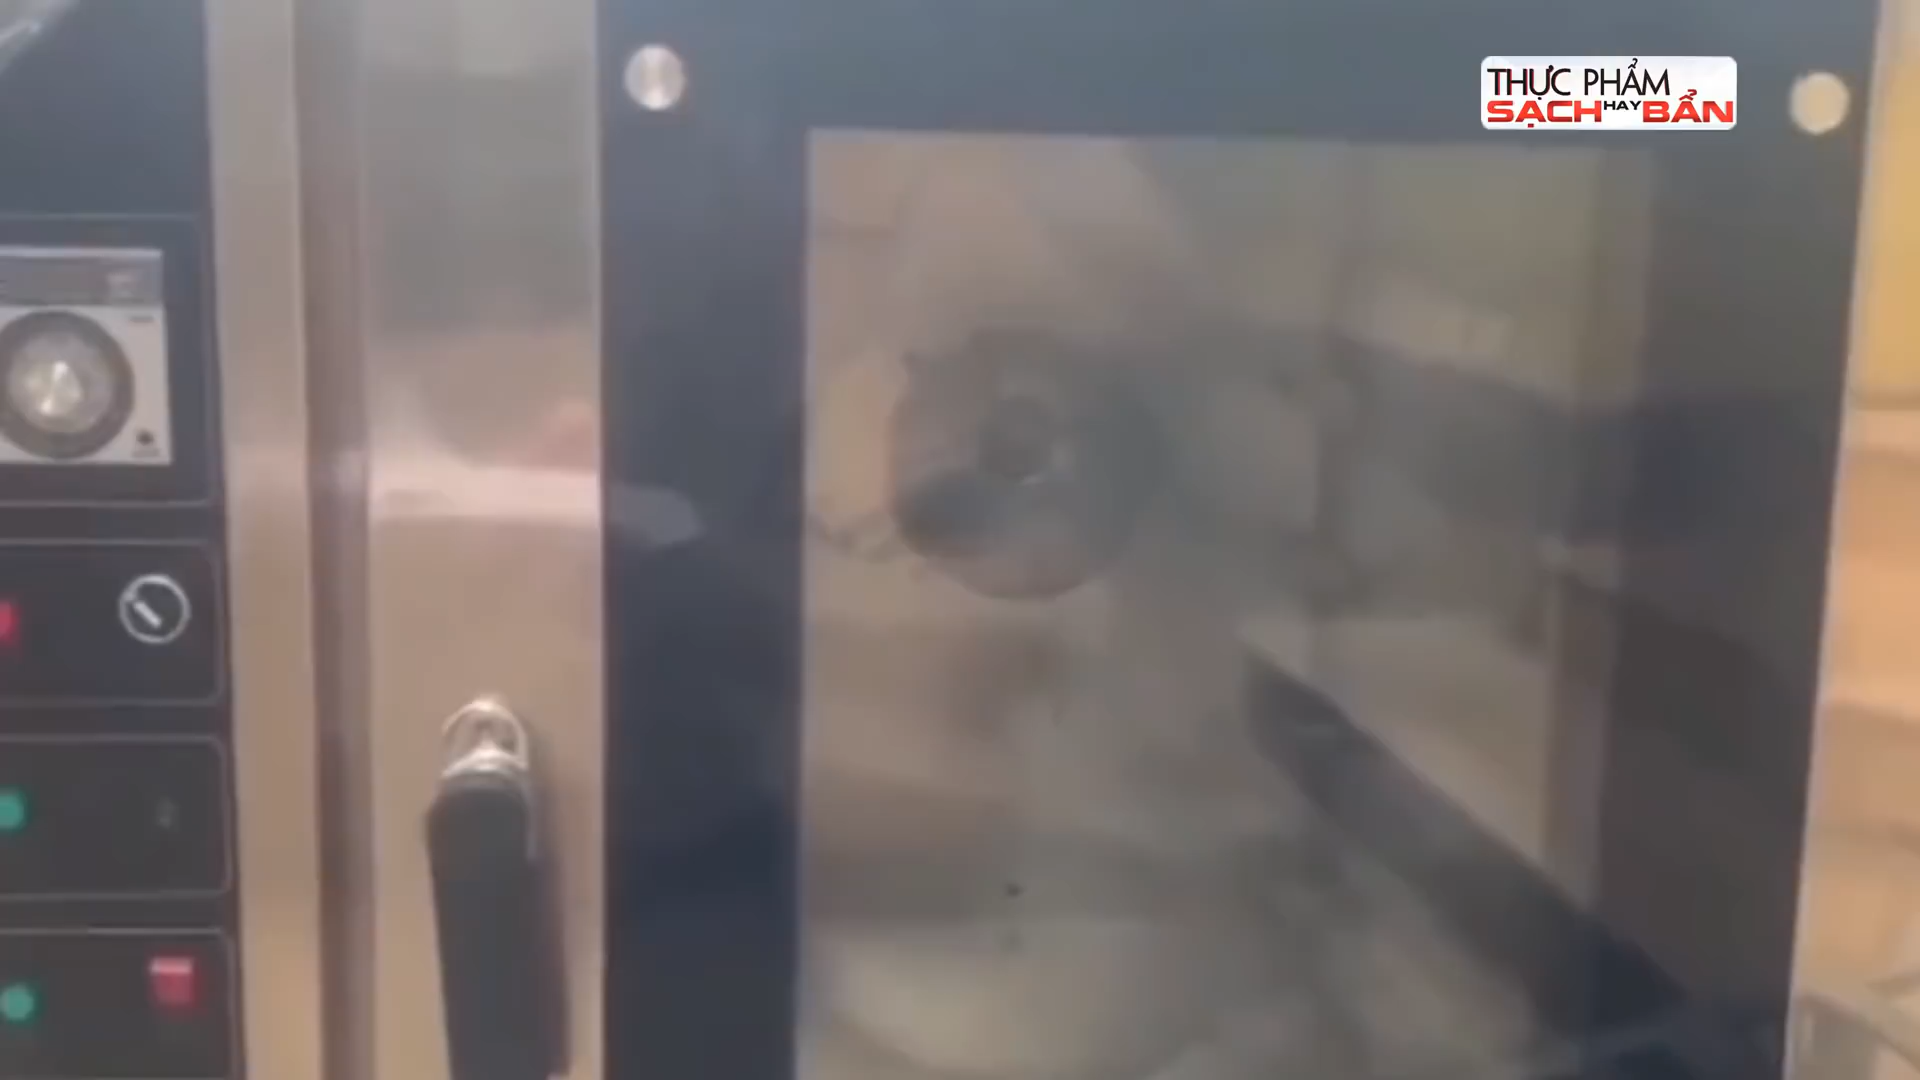 THỰC PHẨM
SẠCH HAY BẨN